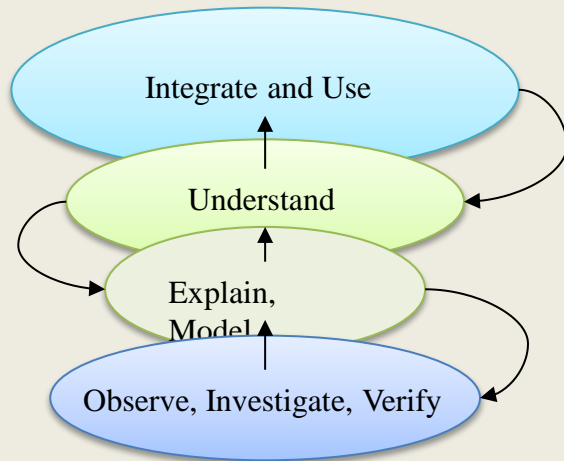 Integrate and Use
Understand
Explain,
Model
Observe, Investigate, Verify